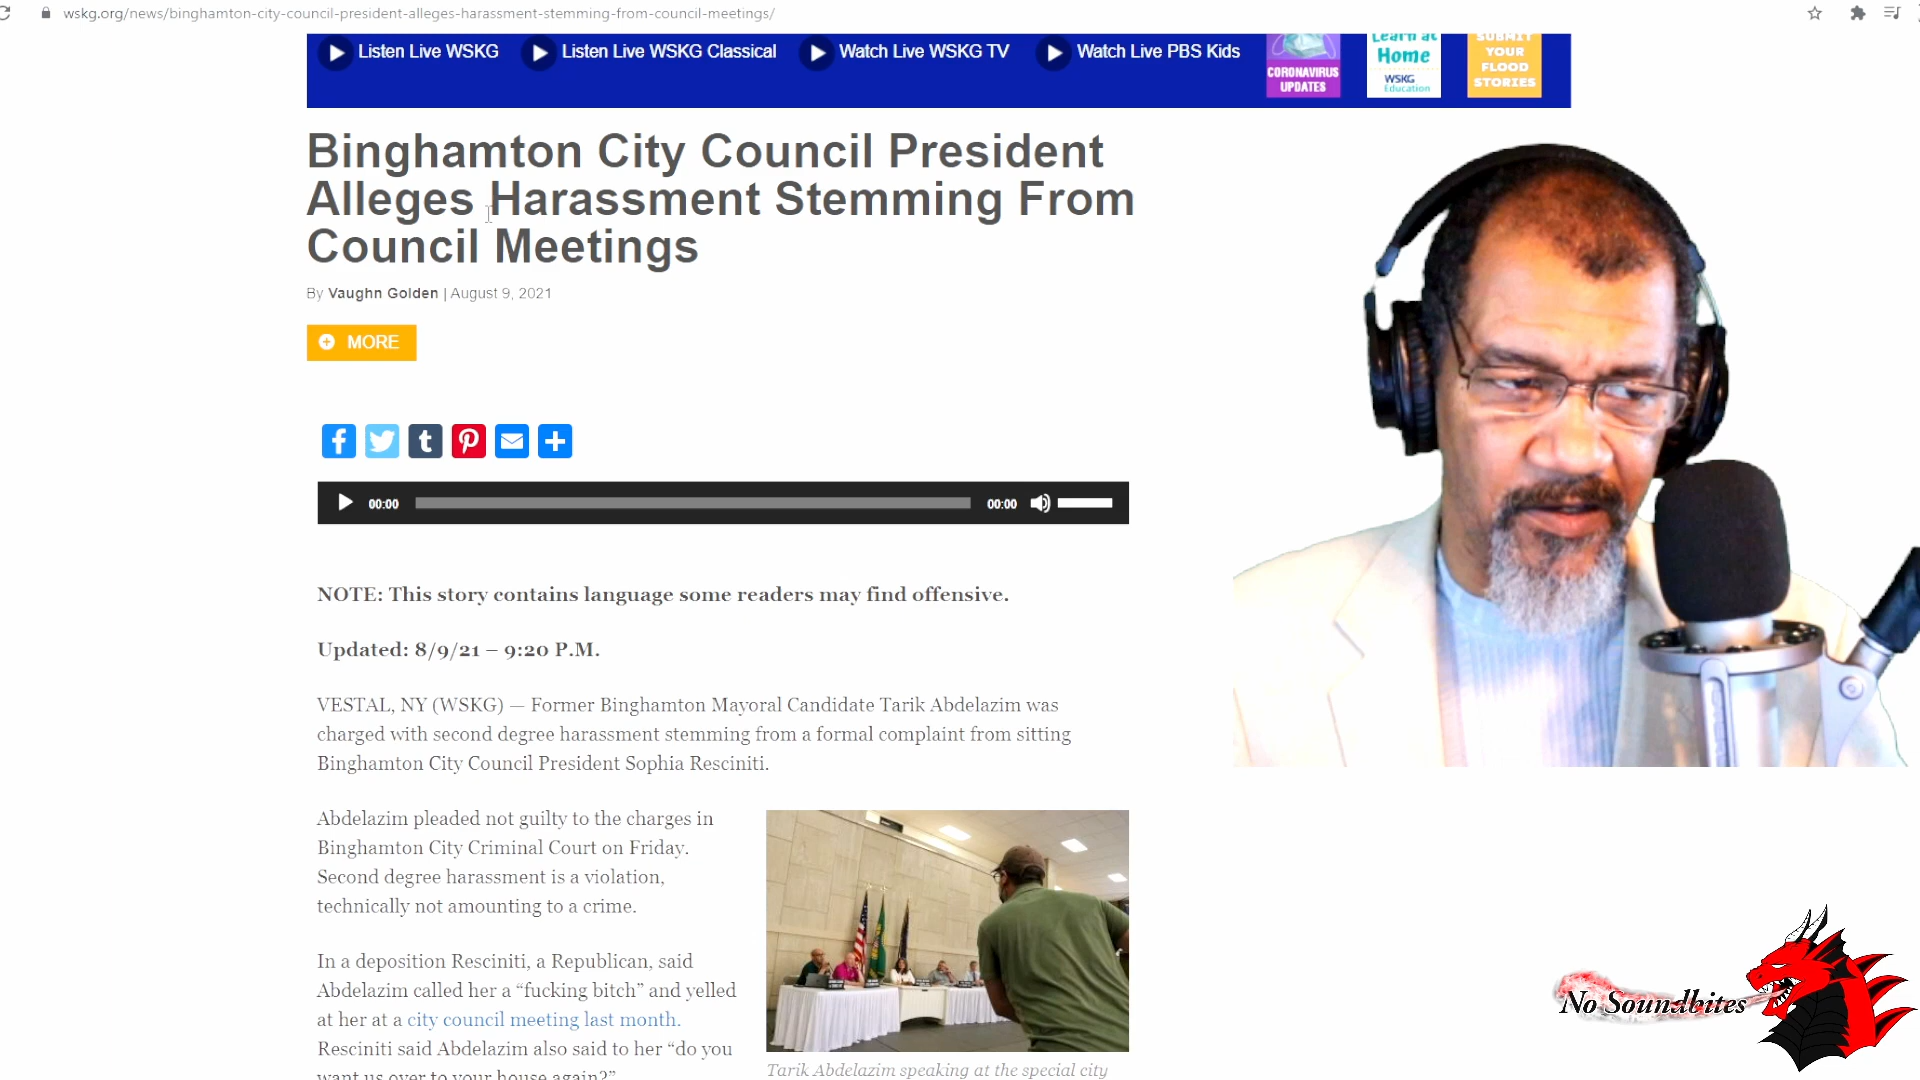 wskg.org/news/binghamton-city-council-president-alleges-harassment-stemming-from-council-meetings/
Listen Live WSKG
Listen Live WSKG Classical
Watch Live WSKG TV
Watch Live PBS Kids
CORONAVIRUS
UPDATES
Learn at
Home
WSKG
Education
SUBMIT
YOUR
FLOOD
STORIES
Binghamton City Council President
Alleges Harassment Stemming From
Council Meetings
By Vaughn Golden | August 9, 2021
MORE
00:00
00:00
NOTE: This story contains language some readers may find offensive.
Updated: 8/9/21 – 9:20 P.M.
VESTAL, NY (WSKG) — Former Binghamton Mayoral Candidate Tarik Abdelazim was
charged with second degree harassment stemming from a formal complaint from sitting
Binghamton City Council President Sophia Resciniti.
Abdelazim pleaded not guilty to the charges in
Binghamton City Criminal Court on Friday.
Second degree harassment is a violation,
technically not amounting to a crime.
In a deposition Resciniti, a Republican, said
Abdelazim called her a “fucking bitch” and yelled
at her at a city council meeting last month.
Resciniti said Abdelazim also said to her “do you
want us over to your house again?”
Tarik Abdelazim speaking at the special city
No Soundbites